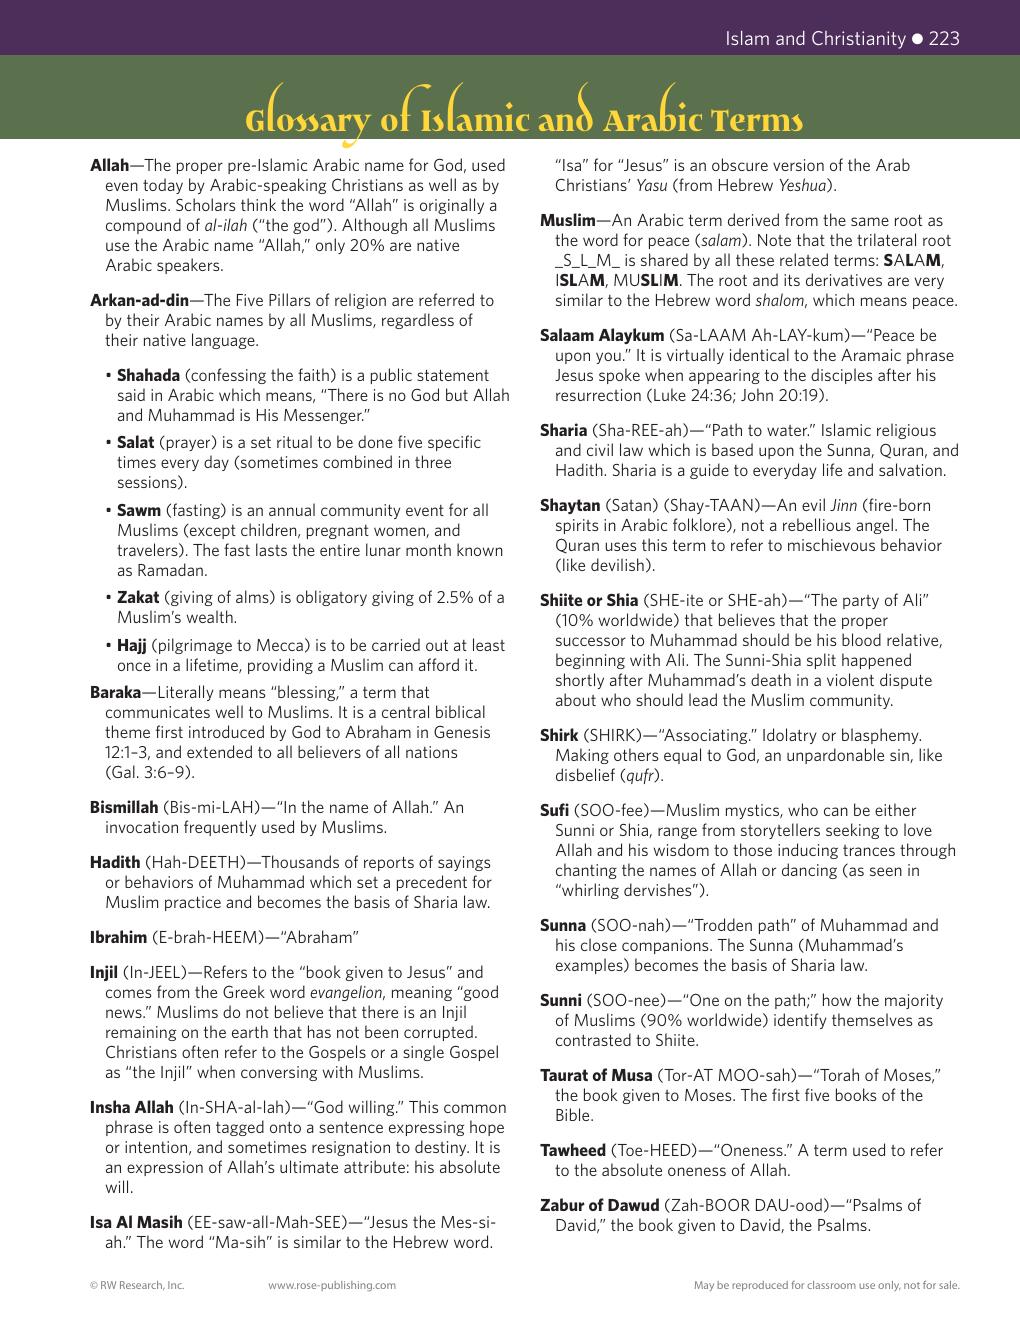 Islam and Christianity ● 223
Glossary of Islamic and Arabic Terms
Allah—The proper pre-Islamic Arabic name for God, used
even today by Arabic-speaking Christians as well as by
Muslims. Scholars think the word “Allah” is originally a
compound of al-ilah (“the god”). Although all Muslims
use the Arabic name “Allah,” only 20% are native
Arabic speakers.
Arkan-ad-din—The Five Pillars of religion are referred to
by their Arabic names by all Muslims, regardless of
their native language.
• Shahada (confessing the faith) is a public statement
said in Arabic which means, “There is no God but Allah
and Muhammad is His Messenger.”
• Salat (prayer) is a set ritual to be done five specific
times every day (sometimes combined in three
sessions).
• Sawm (fasting) is an annual community event for all
Muslims (except children, pregnant women, and
travelers). The fast lasts the entire lunar month known
as Ramadan.
• Zakat (giving of alms) is obligatory giving of 2.5% of a
Muslim’s wealth.
• Hajj (pilgrimage to Mecca) is to be carried out at least
once in a lifetime, providing a Muslim can afford it.
Baraka—Literally means “blessing,” a term that
communicates well to Muslims. It is a central biblical
theme first introduced by God to Abraham in Genesis
12:1–3, and extended to all believers of all nations
(Gal. 3:6–9).
Bismillah (Bis-mi-LAH)—“In the name of Allah.” An
invocation frequently used by Muslims.
Hadith (Hah-DEETH)—Thousands of reports of sayings
or behaviors of Muhammad which set a precedent for
Muslim practice and becomes the basis of Sharia law.
Ibrahim (E-brah-HEEM)—“Abraham”
Injil (In-JEEL)—Refers to the “book given to Jesus” and
comes from the Greek word evangelion, meaning “good
news.” Muslims do not believe that there is an Injil
remaining on the earth that has not been corrupted.
Christians often refer to the Gospels or a single Gospel
as “the Injil” when conversing with Muslims.
Insha Allah (In-SHA-al-lah)—“God willing.” This common
phrase is often tagged onto a sentence expressing hope
or intention, and sometimes resignation to destiny. It is
an expression of Allah’s ultimate attribute: his absolute
will.
Isa Al Masih (EE-saw-all-Mah-SEE)—“Jesus the Mes-si-
ah.” The word “Ma-sih” is similar to the Hebrew word.
“Isa” for “Jesus” is an obscure version of the Arab
Christians’ Yasu (from Hebrew Yeshua).
Muslim—An Arabic term derived from the same root as
the word for peace (salam). Note that the trilateral root
_S_L_M_ is shared by all these related terms: SALAM,
ISLAM, MUSLIM. The root and its derivatives are very
similar to the Hebrew word shalom, which means peace.
Salaam Alaykum (Sa-LAAM Ah-LAY-kum)—“Peace be
upon you.” It is virtually identical to the Aramaic phrase
Jesus spoke when appearing to the disciples after his
resurrection (Luke 24:36; John 20:19).
Sharia (Sha-REE-ah)—“Path to water.” Islamic religious
and civil law which is based upon the Sunna, Quran, and
Hadith. Sharia is a guide to everyday life and salvation.
Shaytan (Satan) (Shay-TAAN)—An evil Jinn (fire-born
spirits in Arabic folklore), not a rebellious angel. The
Quran uses this term to refer to mischievous behavior
(like devilish).
Shiite or Shia (SHE-ite or SHE-ah)—“The party of Ali”
(10% worldwide) that believes that the proper
successor to Muhammad should be his blood relative,
beginning with Ali. The Sunni-Shia split happened
shortly after Muhammad’s death in a violent dispute
about who should lead the Muslim community.
Shirk (SHIRK)—“Associating.” Idolatry or blasphemy.
Making others equal to God, an unpardonable sin, like
disbelief (qufr).
Sufi (SOO-fee)—Muslim mystics, who can be either
Sunni or Shia, range from storytellers seeking to love
Allah and his wisdom to those inducing trances through
chanting the names of Allah or dancing (as seen in
“whirling dervishes”).
Sunna (SOO-nah)—“Trodden path” of Muhammad and
his close companions. The Sunna (Muhammad’s
examples) becomes the basis of Sharia law.
Sunni (SOO-nee)—“One on the path;” how the majority
of Muslims (90% worldwide) identify themselves as
contrasted to Shiite.
Taurat of Musa (Tor-AT MOO-sah)—“Torah of Moses,”
the book given to Moses. The first five books of the
Bible.
Tawheed (Toe-HEED)—“Oneness.” A term used to refer
to the absolute oneness of Allah.
Zabur of Dawud (Zah-BOOR DAU-ood)—“Psalms of
David,” the book given to David, the Psalms.
© RW Research, Inc. www.rose-publishing.com May be reproduced for classroom use only, not for sale.